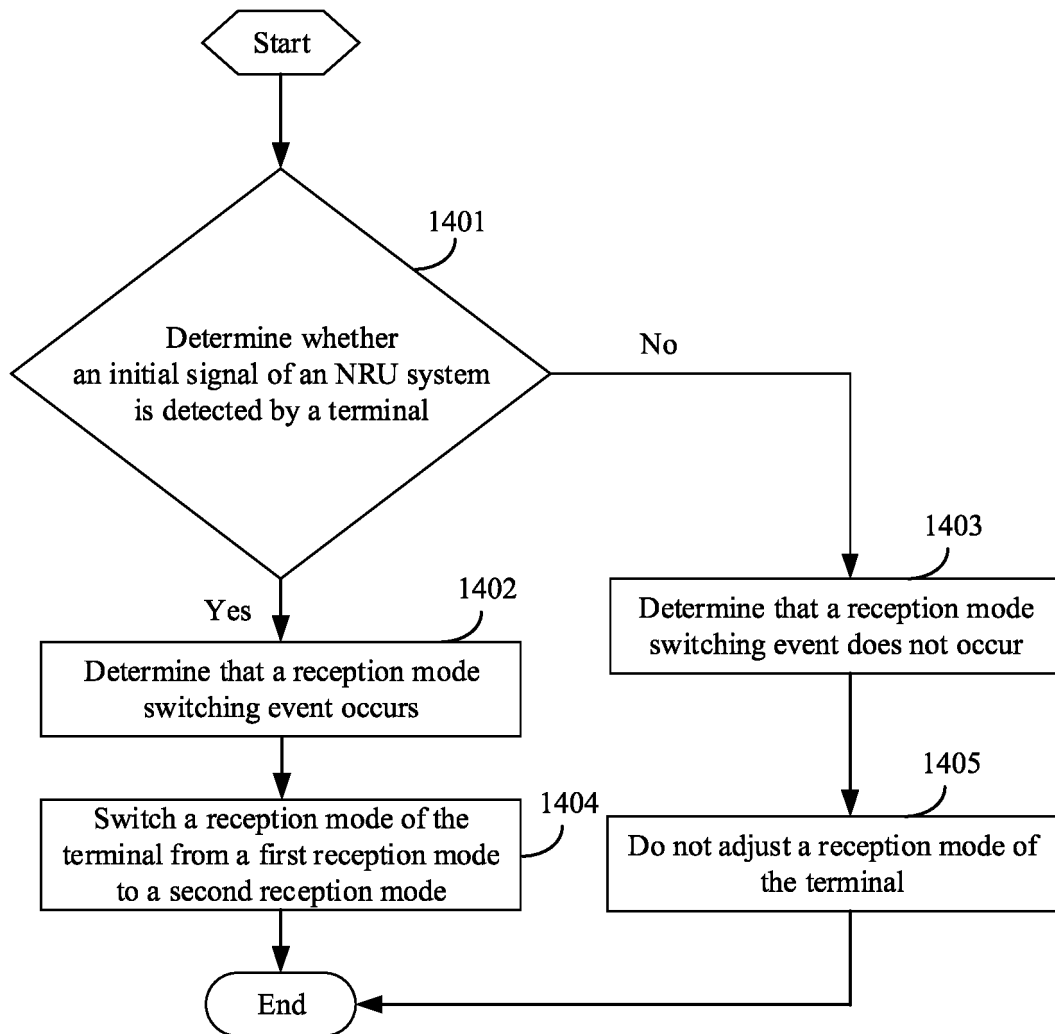 Start
1401
Determine whether
an initial signal of an NRU system
is detected by a terminal
No
Yes
1402
Determine that a reception mode
switching event occurs
1403
Determine that a reception mode
switching event does not occur
1404
Switch a reception mode of the
terminal from a first reception mode
to a second reception mode
1405
Do not adjust a reception mode of
the terminal
End